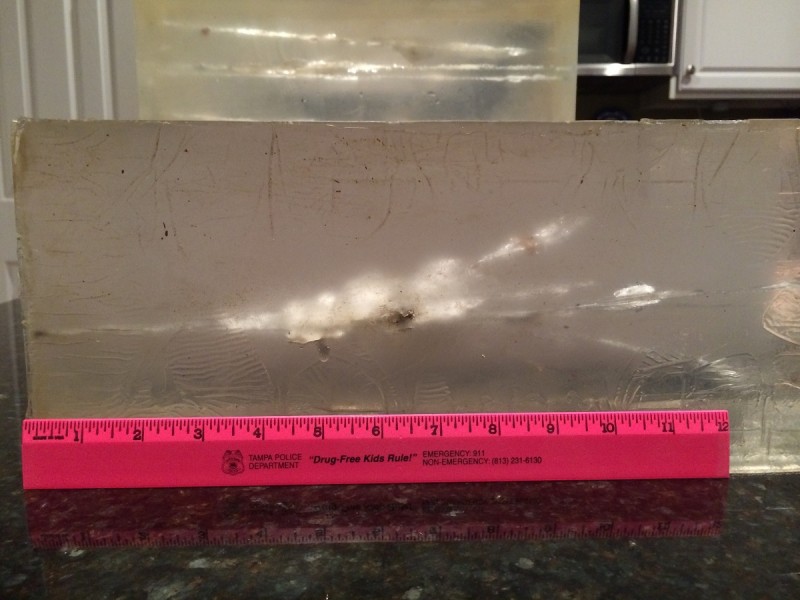 1 2 3 4 5 6 7 8 9 10 11 12
TAMPA POLICE
DEPARTMENT
"Drug-Free Kids Rule!"
EMERGENCY: 911
NON-EMERGENCY: (813) 231-6130